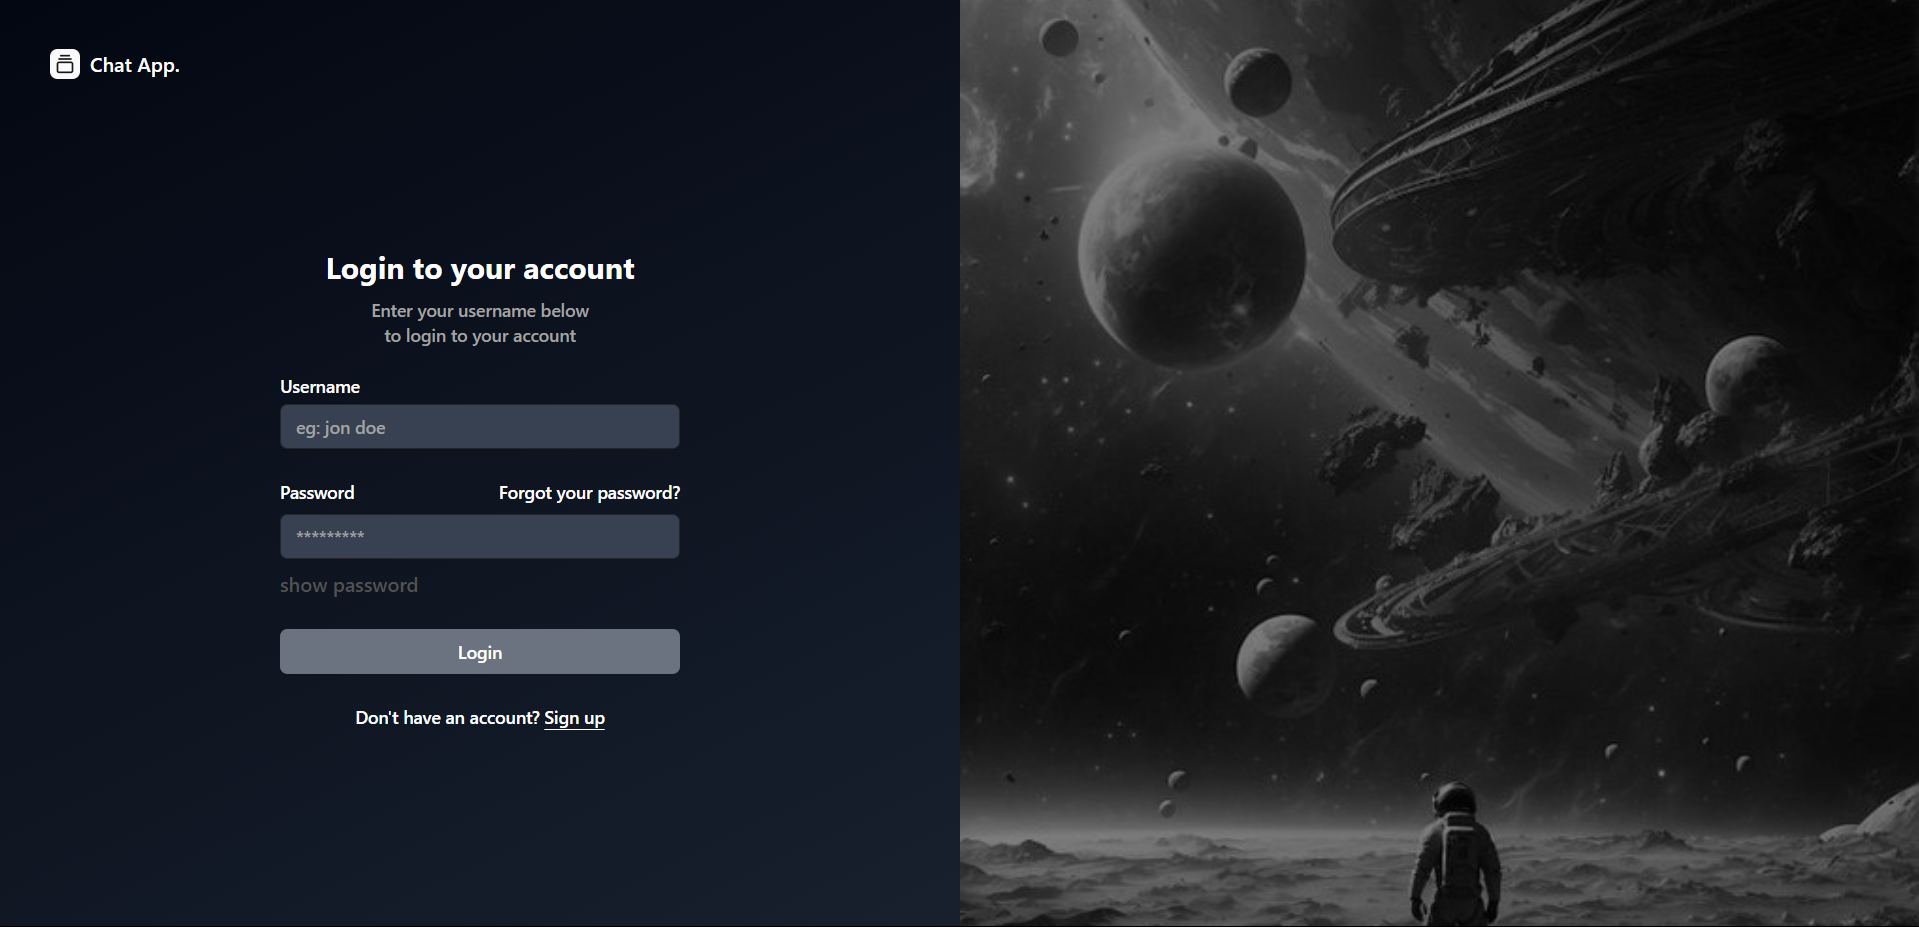 Chat App.
Login to your account
Enter your username below
to login to your account
Username
eg: jon doe
Password Forgot your password?
*********
show password
Login
Don't have an account? Sign up